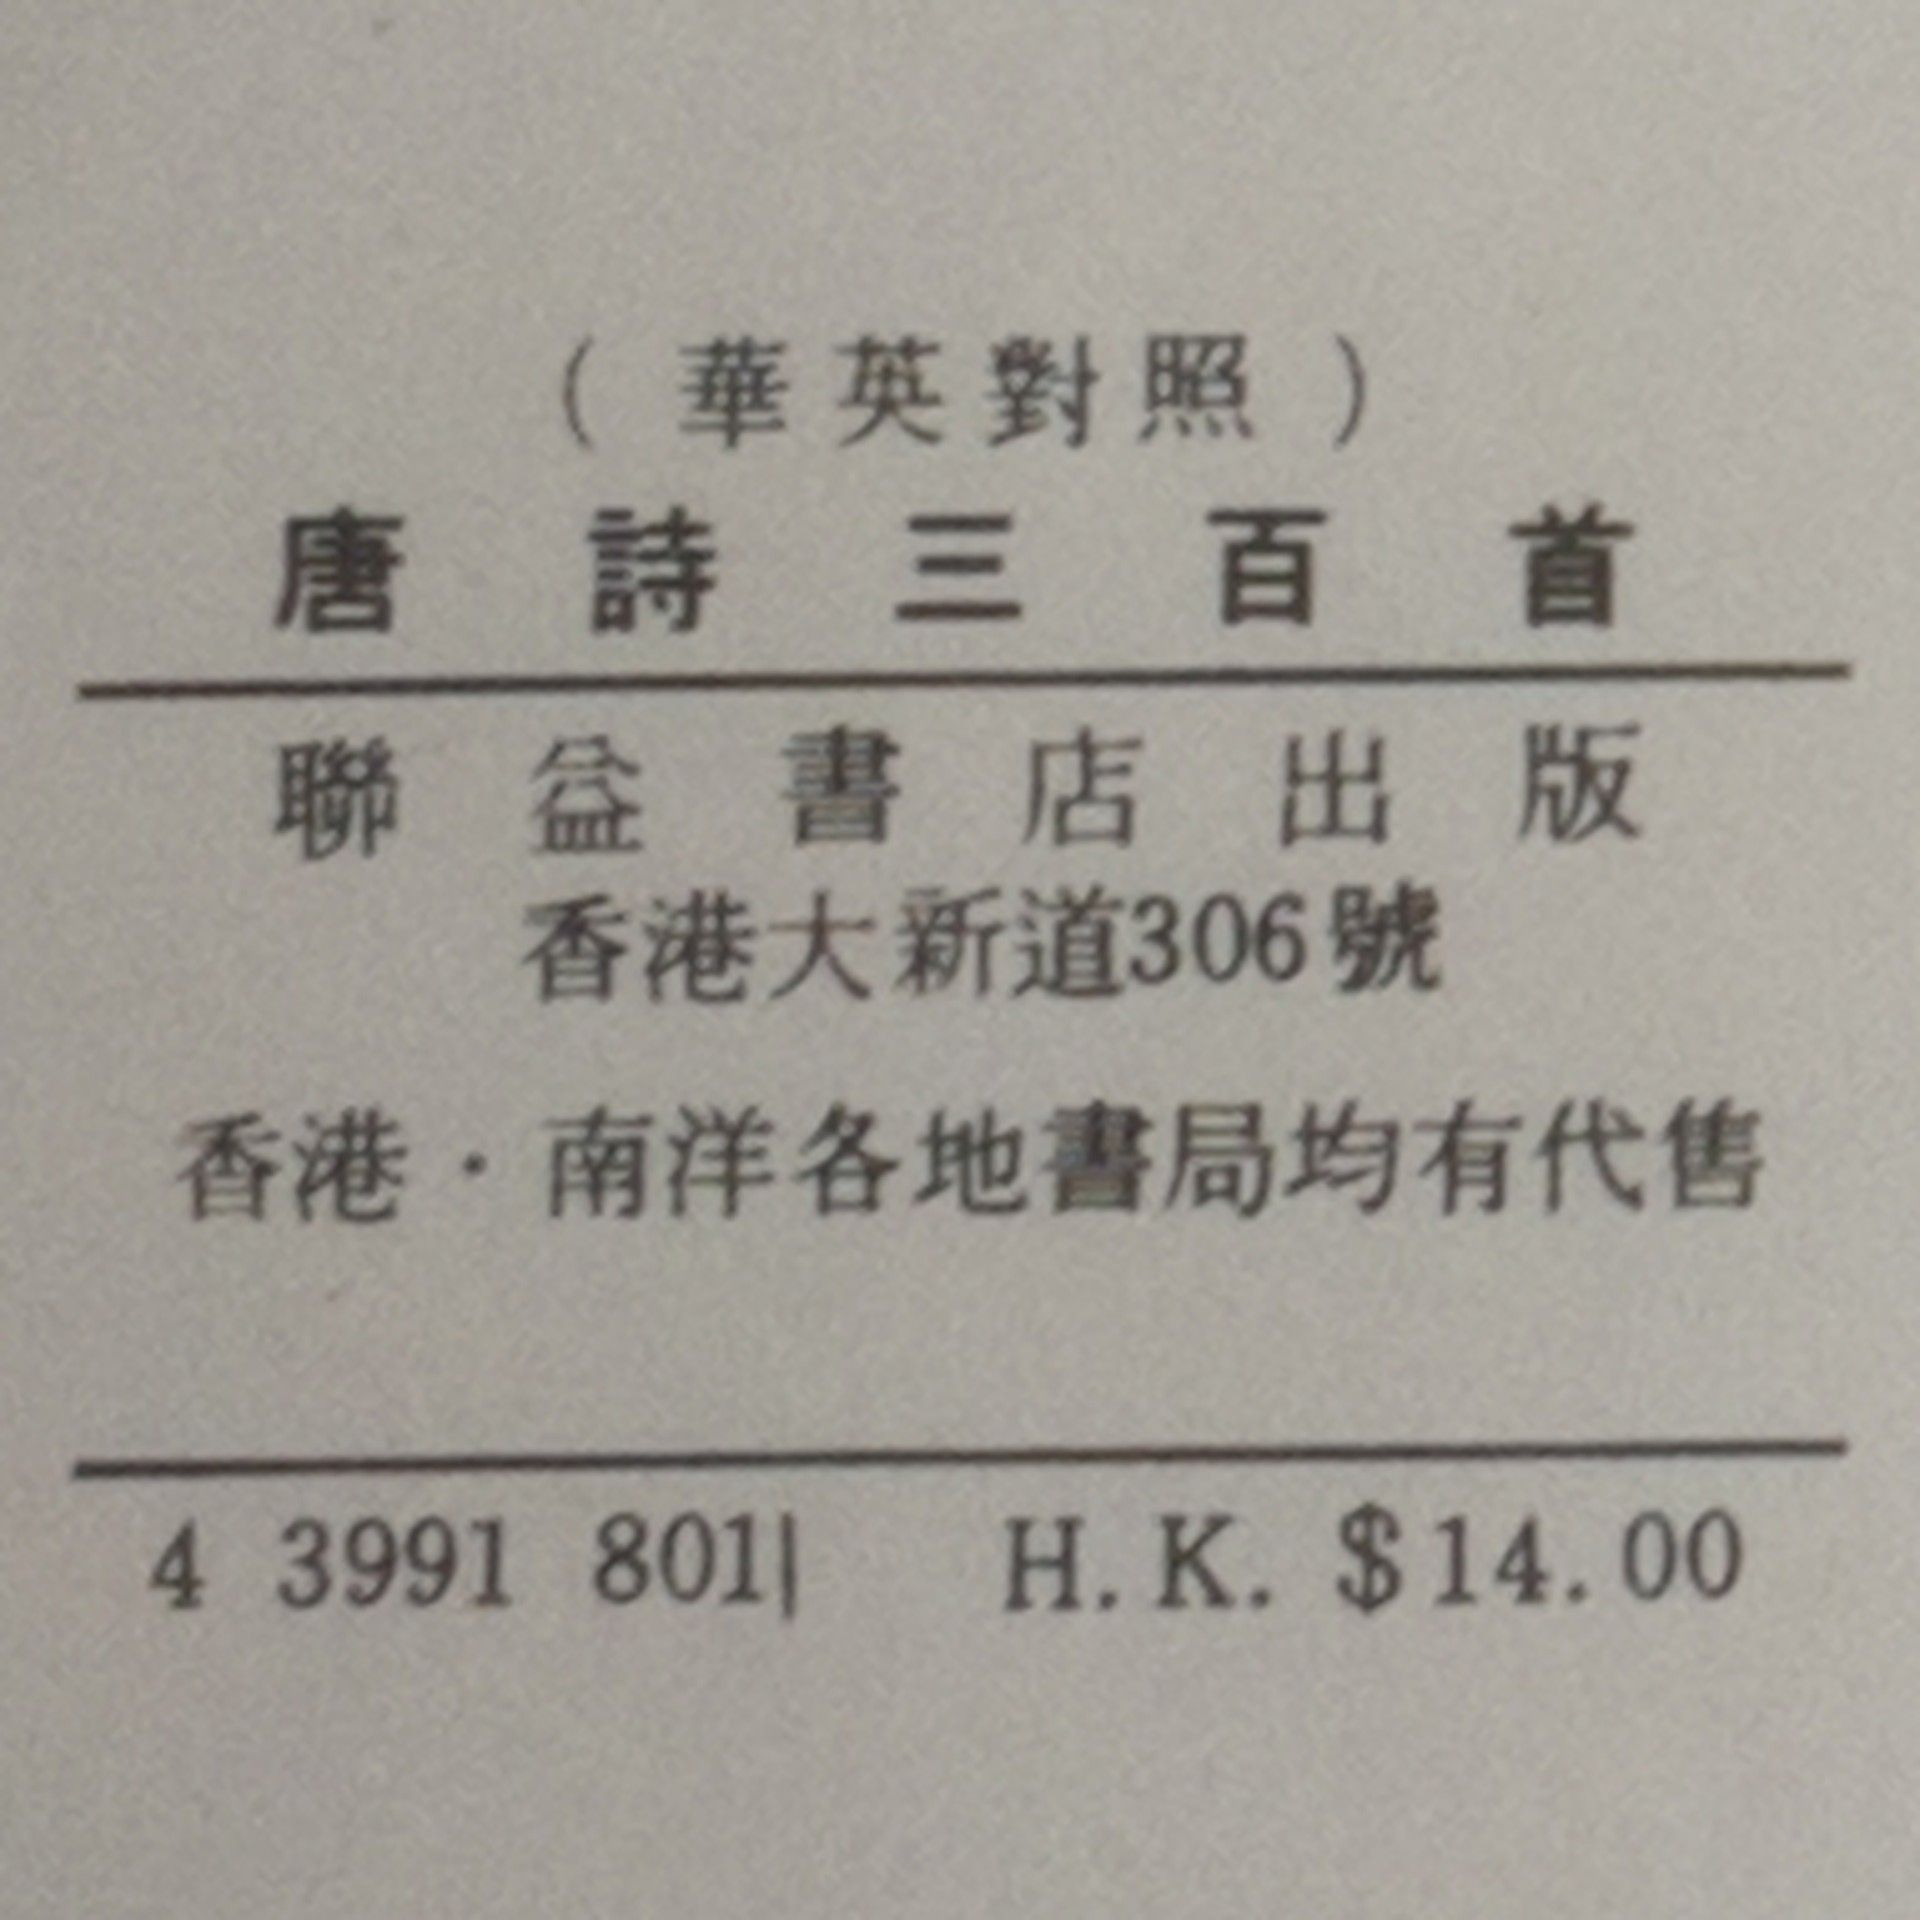 （華英對照）
唐詩三百首
聯益書店出版
香港大新道306號
香港·南洋各地書局均有代售
4 3991 801| H.K.$14.00